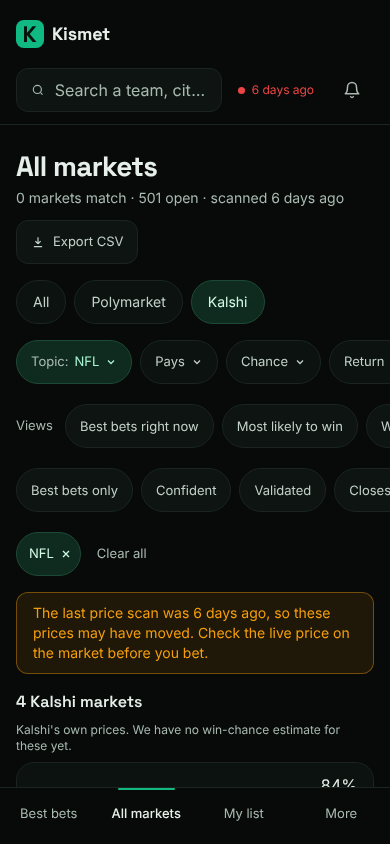 K Kismet
Search a team, cit...
6 days ago
All markets
0 markets match · 501 open · scanned 6 days ago
Export CSV
All Polymarket Kalshi
Topic: NFL Pays Chance Return
Views Best bets right now Most likely to win
Best bets only Confident Validated Closes
NFL × Clear all
The last price scan was 6 days ago, so these
prices may have moved. Check the live price on
the market before you bet.
4 Kalshi markets
Kalshi's own prices. We have no win-chance estimate for
these yet.
84%
Best bets All markets My list More